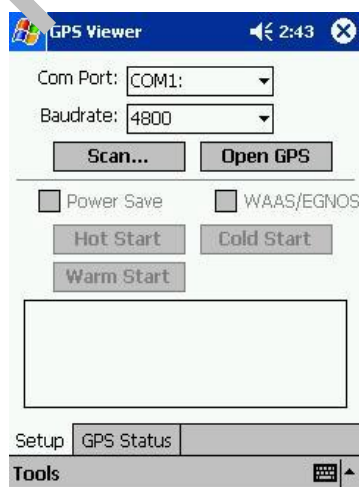 GPS Viewer 2:43
Com Port: COM1:
Baudrate: 4800
Scan... Open GPS
Power Save WAAS/EGNOS
Hot Start Cold Start
Warm Start
Setup GPS Status
Tools